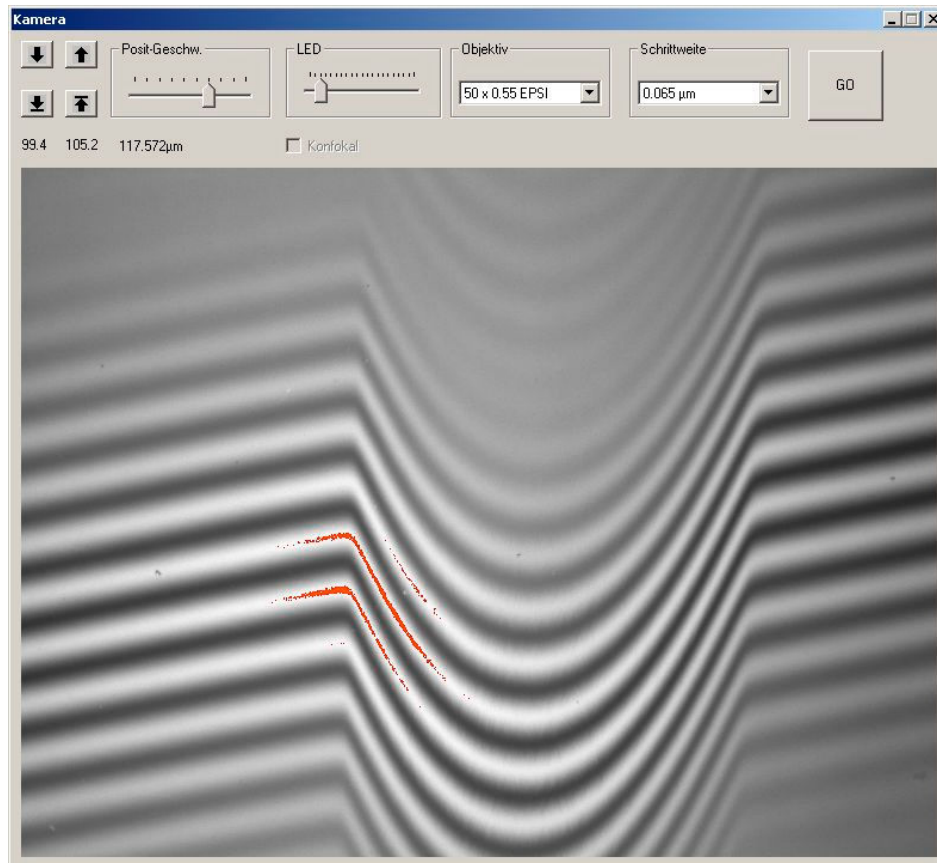 Kamera
Posit-Geschw.
LED
Objektiv
Schrittweite
50 x 0.55 EPSI
0.065 µm
GO
99.4 105.2 117.572µm
Konfokal